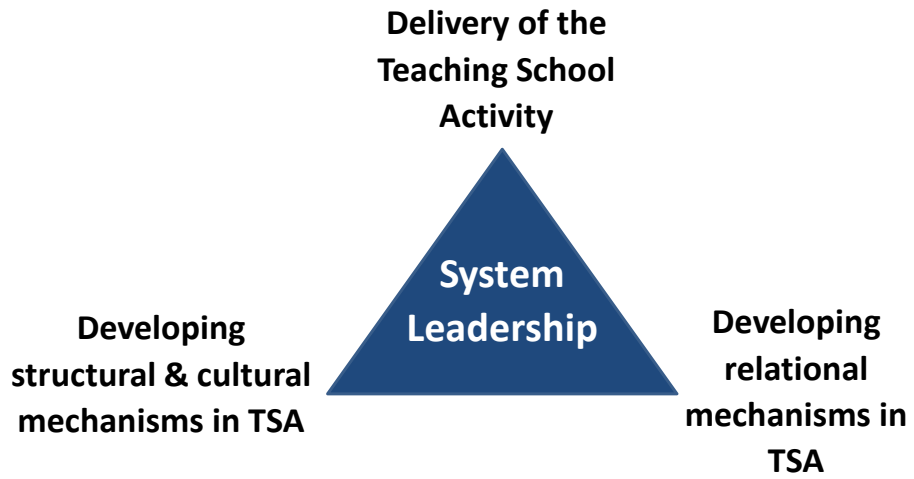 Delivery of the
Teaching School
Activity
System
Leadership
Developing
structural & cultural
mechanisms in TSA
Developing
relational
mechanisms in
TSA